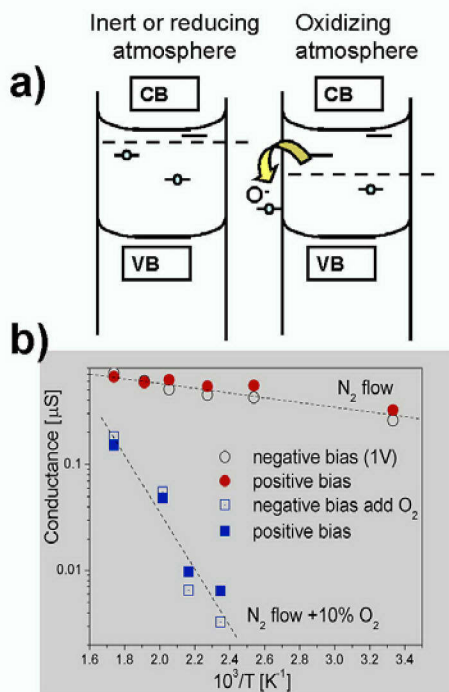 Inert or reducing
atmosphere
Oxidizing
atmosphere
a)
CB
CB
O⁻
VB
VB
b)
Conductance [µS]
0.1
0.01
N₂ flow
negative bias (1V)
positive bias
negative bias add O₂
positive bias
N₂ flow +10% O₂
1.6 1.8 2.0 2.2 2.4 2.6 2.8 3.0 3.2 3.4
10³/T [K⁻¹]